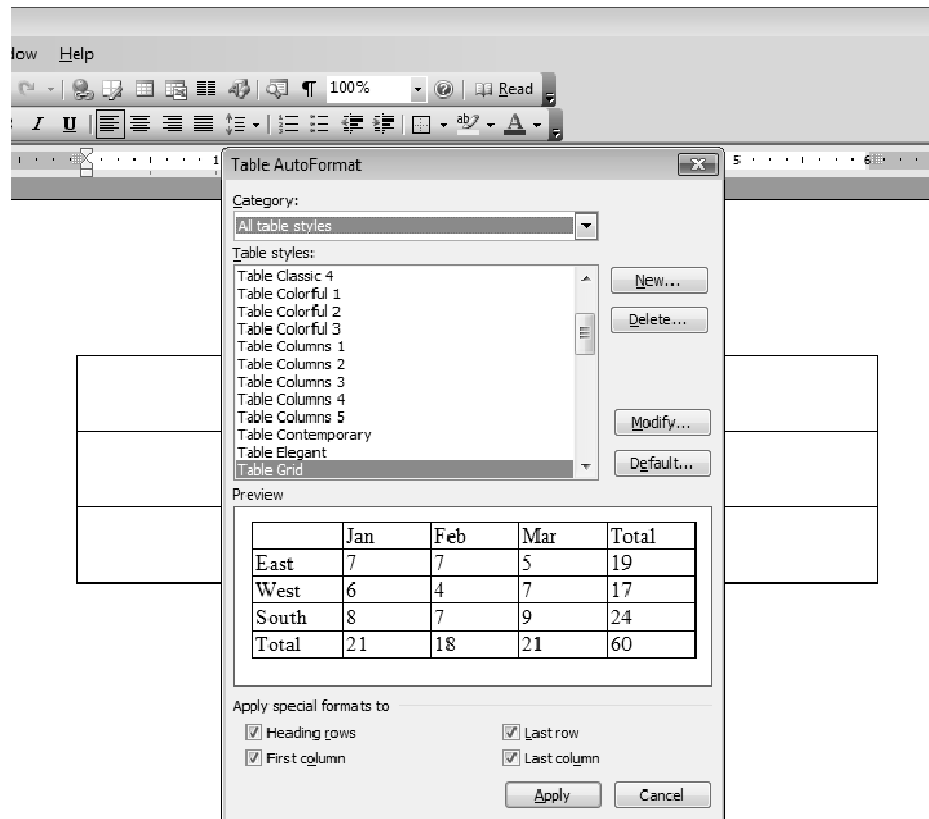 Help
100% Read
I U
1 5 6
Table AutoFormat
Category:
All table styles
Table styles:
Table Classic 4
Table Colorful 1
Table Colorful 2
Table Colorful 3
Table Columns 1
Table Columns 2
Table Columns 3
Table Columns 4
Table Columns 5
Table Contemporary
Table Elegant
Table Grid
New...
Delete...
Modify...
Default...
Preview
Jan Feb Mar Total
East 7 7 5 19
West 6 4 7 17
South 8 7 9 24
Total 21 18 21 60
Apply special formats to
Heading rows Last row
First column Last column
Apply Cancel